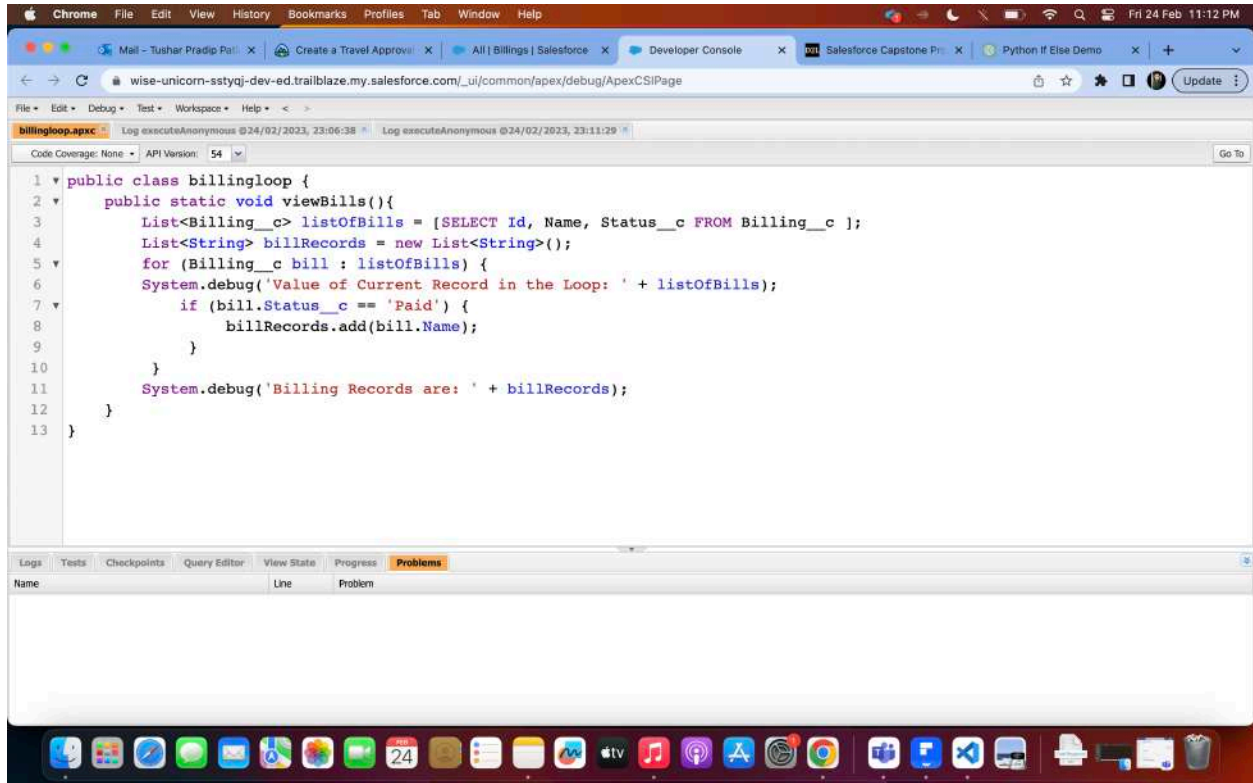 Chrome File Edit View History Bookmarks Profiles Tab Window Help Fri 24 Feb 11:12 PM
Mail – Tushar Pradip Pati Create a Travel Approval All | Billings | Salesforce Developer Console Salesforce Capstone Pro Python If Else Demo
wise-unicorn-sstyqj-dev-ed.trailblaze.my.salesforce.com/_ui/common/apex/debug/ApexCSIPage Update
File Edit Debug Test Workspace Help < >
billingloop.apxc Log executeAnonymous @24/02/2023, 23:06:38 Log executeAnonymous @24/02/2023, 23:11:29
Code Coverage: None API Version: 54 Go To
1 public class billingloop {
2 public static void viewBills(){
3 List<Billing__c> listOfBills = [SELECT Id, Name, Status__c FROM Billing__c ];
4 List<String> billRecords = new List<String>();
5 for (Billing__c bill : listOfBills) {
6 System.debug('Value of Current Record in the Loop: ' + listOfBills);
7 if (bill.Status__c == 'Paid') {
8 billRecords.add(bill.Name);
9 }
10 }
11 System.debug('Billing Records are: ' + billRecords);
12 }
13 }
Logs Tests Checkpoints Query Editor View State Progress Problems
Name Line Problem
FEB
24
tv